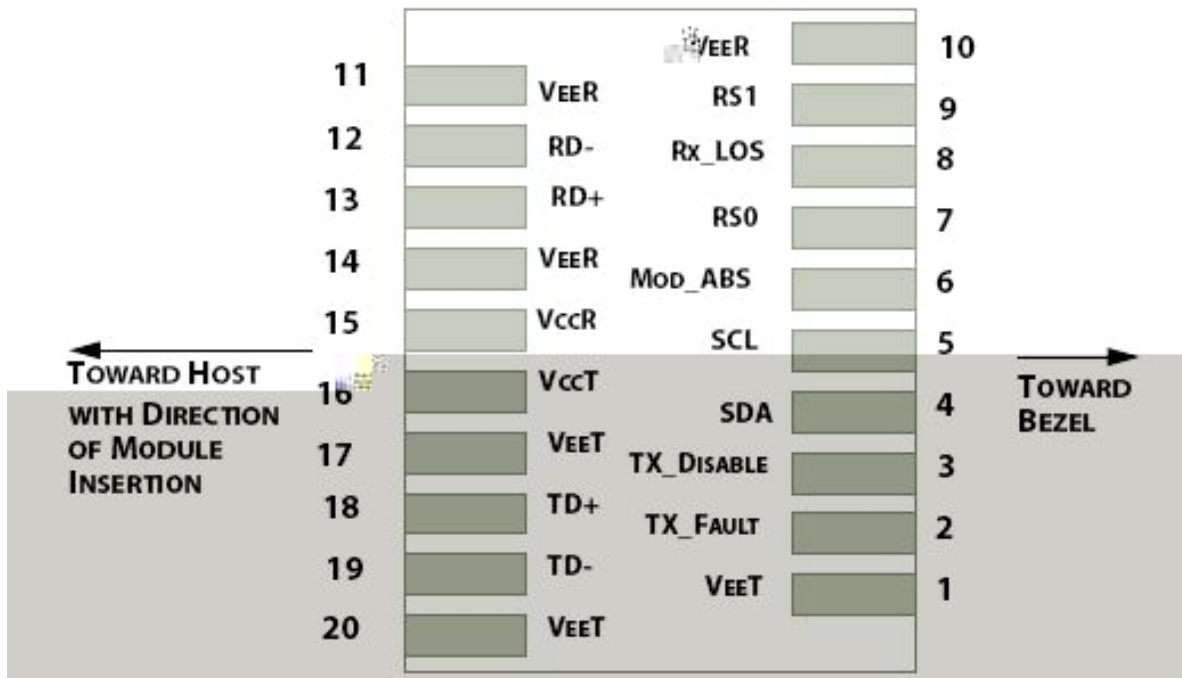 VEER 10
11 VEER
RS1 9
12 RD-
Rx_LOS 8
13 RD+
RS0 7
14 VEER
MOD_ABS 6
15 VCCR
SCL 5
TOWARD HOST
WITH DIRECTION
OF MODULE
INSERTION
TOWARD
BEZEL
16 VCCT
SDA 4
17 VEET
TX_DISABLE 3
18 TD+
TX_FAULT 2
19 TD-
VEET 1
20 VEET